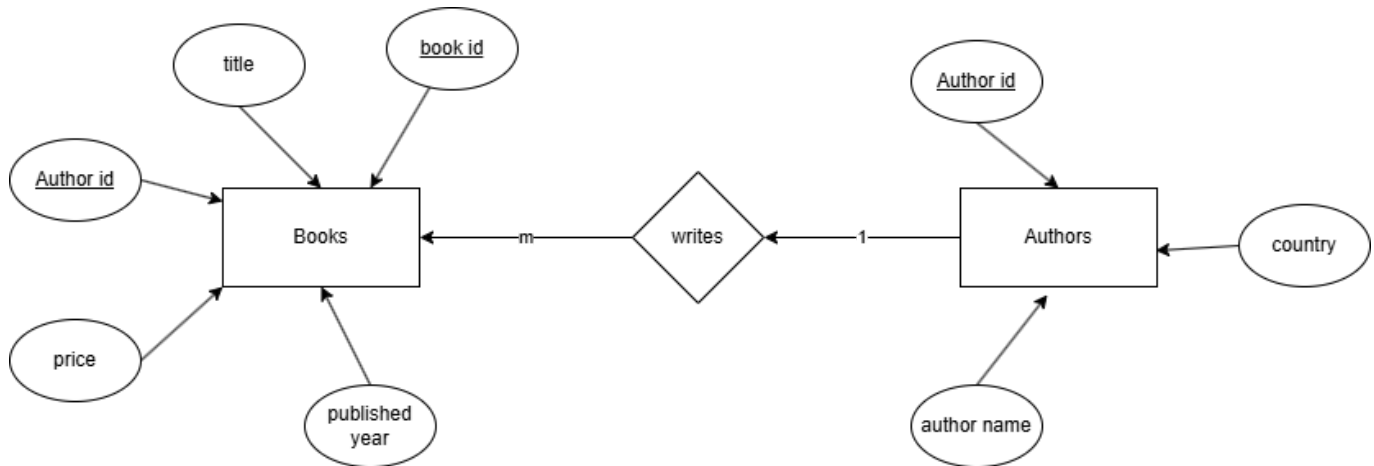 title
book id
Author id
Author id
Books
m
writes
1
Authors
country
price
published
year
author name